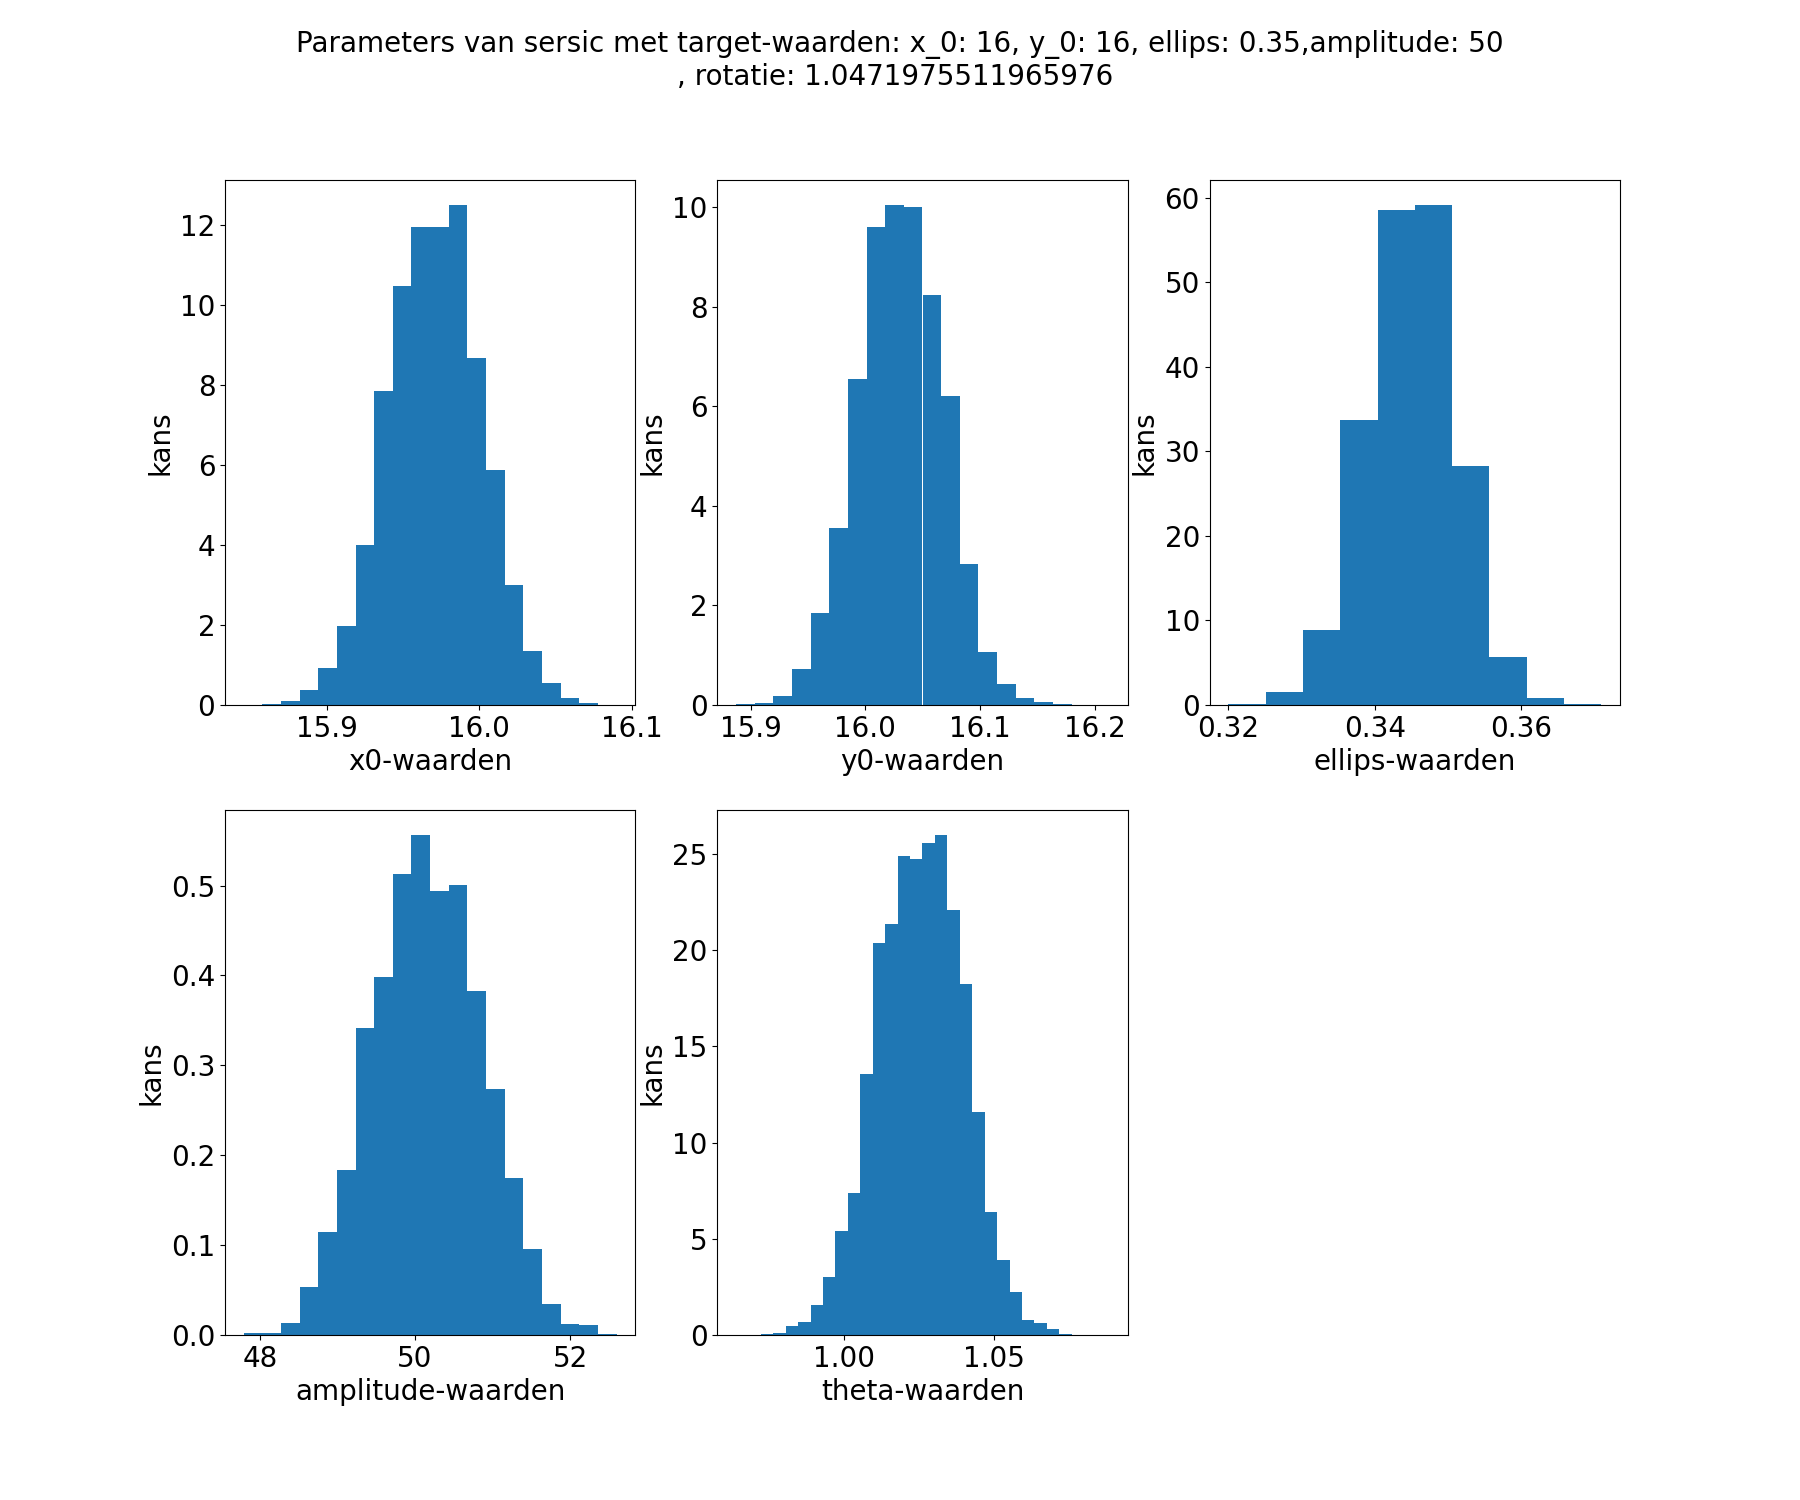 Parameters van sersic met target-waarden: x_0: 16, y_0: 16, ellips: 0.35,amplitude: 50
, rotatie: 1.0471975511965976
12
10
8
6
4
2
0
kans
15.9 16.0 16.1
x0-waarden
10
8
6
4
2
0
kans
15.9 16.0 16.1 16.2
y0-waarden
60
50
40
30
20
10
0
kans
0.32 0.34 0.36
ellips-waarden
0.5
0.4
0.3
0.2
0.1
0.0
kans
48 50 52
amplitude-waarden
25
20
15
10
5
0
kans
1.00 1.05
theta-waarden